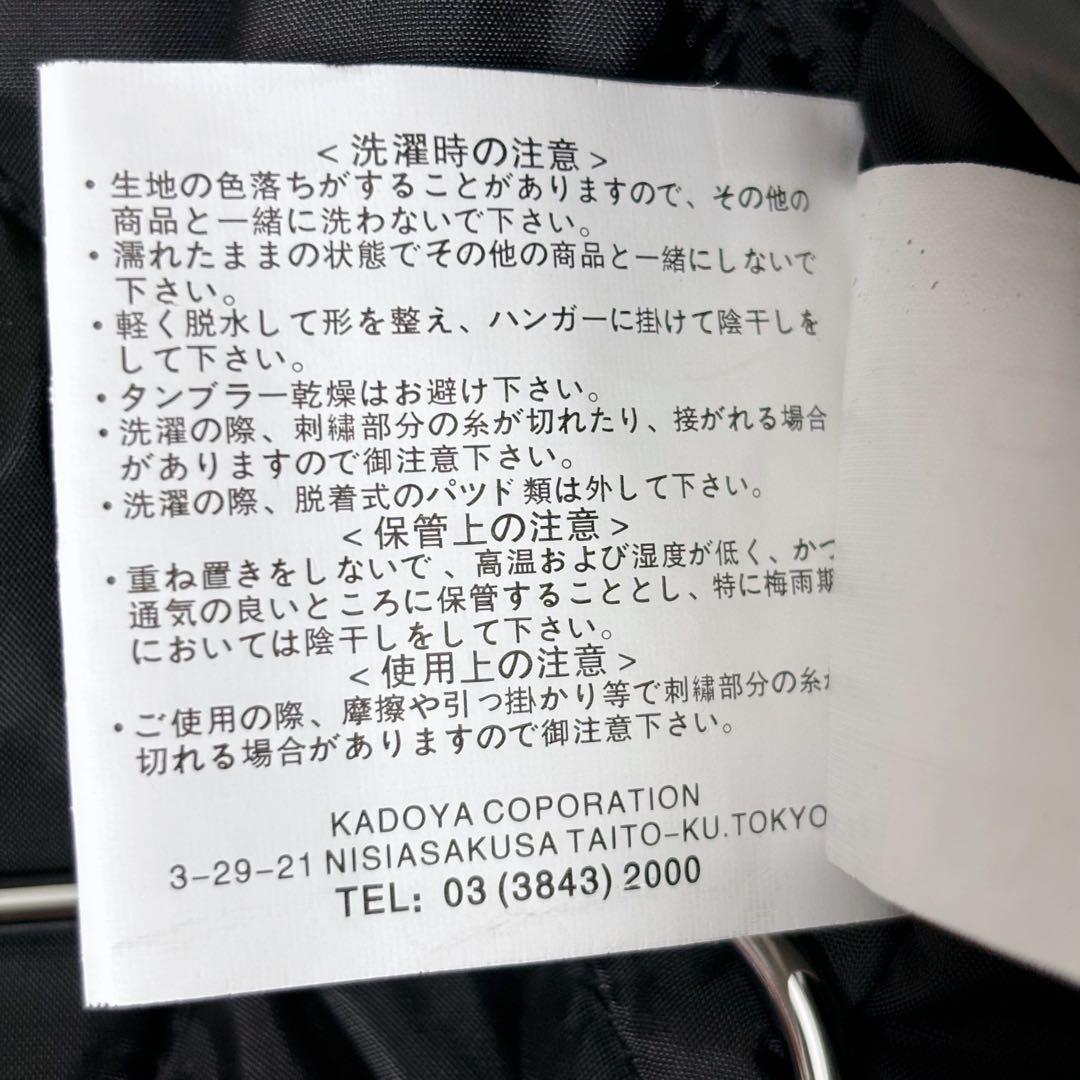 ＜洗濯時の注意＞
・生地の色落ちがすることがありますので、その他の
商品と一緒に洗わないで下さい。
・濡れたままの状態でその他の商品と一緒にしないで
下さい。
・軽く脱水して形を整え、ハンガーに掛けて陰干しを
して下さい。
・タンブラー乾燥はお避け下さい。
・洗濯の際、刺繍部分の糸が切れたり、接がれる場合
がありますので御注意下さい。
・洗濯の際、脱着式のパツド類は外して下さい。
＜保管上の注意＞
・重ね置きをしないで、高温および湿度が低く、かつ
通気の良いところに保管することとし、特に梅雨期
においては陰干しをして下さい。
＜使用上の注意＞
・ご使用の際、摩擦や引っ掛かり等で刺繍部分の糸が
切れる場合がありますので御注意下さい。
KADOYA COPORATION
3-29-21 NISIASAKUSA TAITO-KU.TOKYO
TEL: 03 (3843) 2000